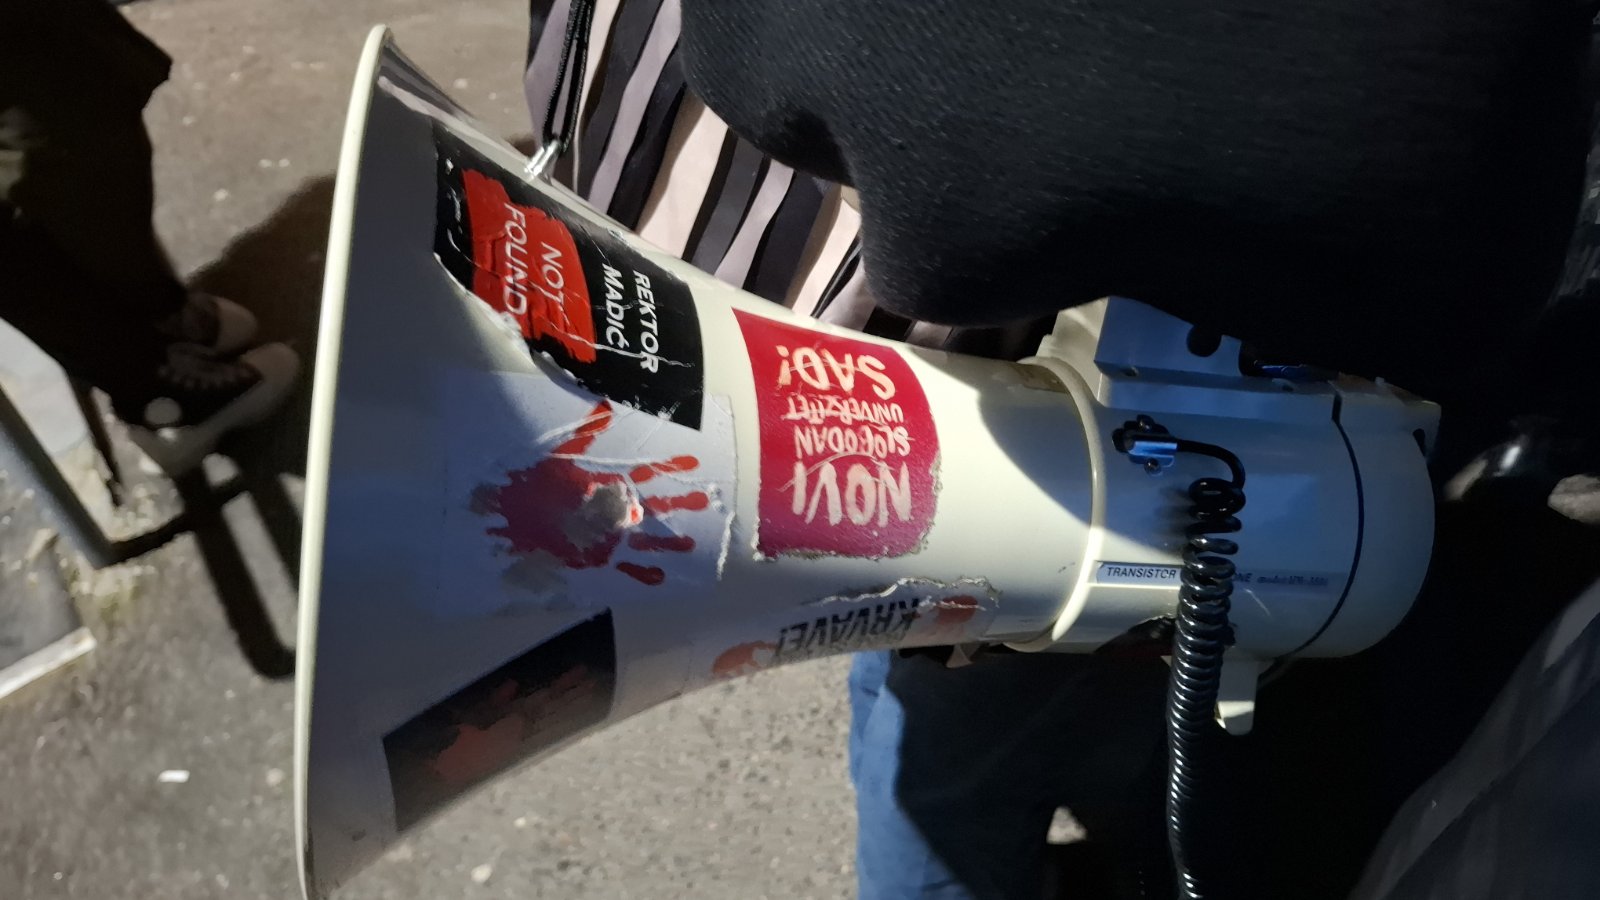 REKTOR
MADIĆ
NOT
FOUND
NOVI
SLOBODAN
UNIVERZITET
SAD!
KRVAVE!
TRANSISTOR